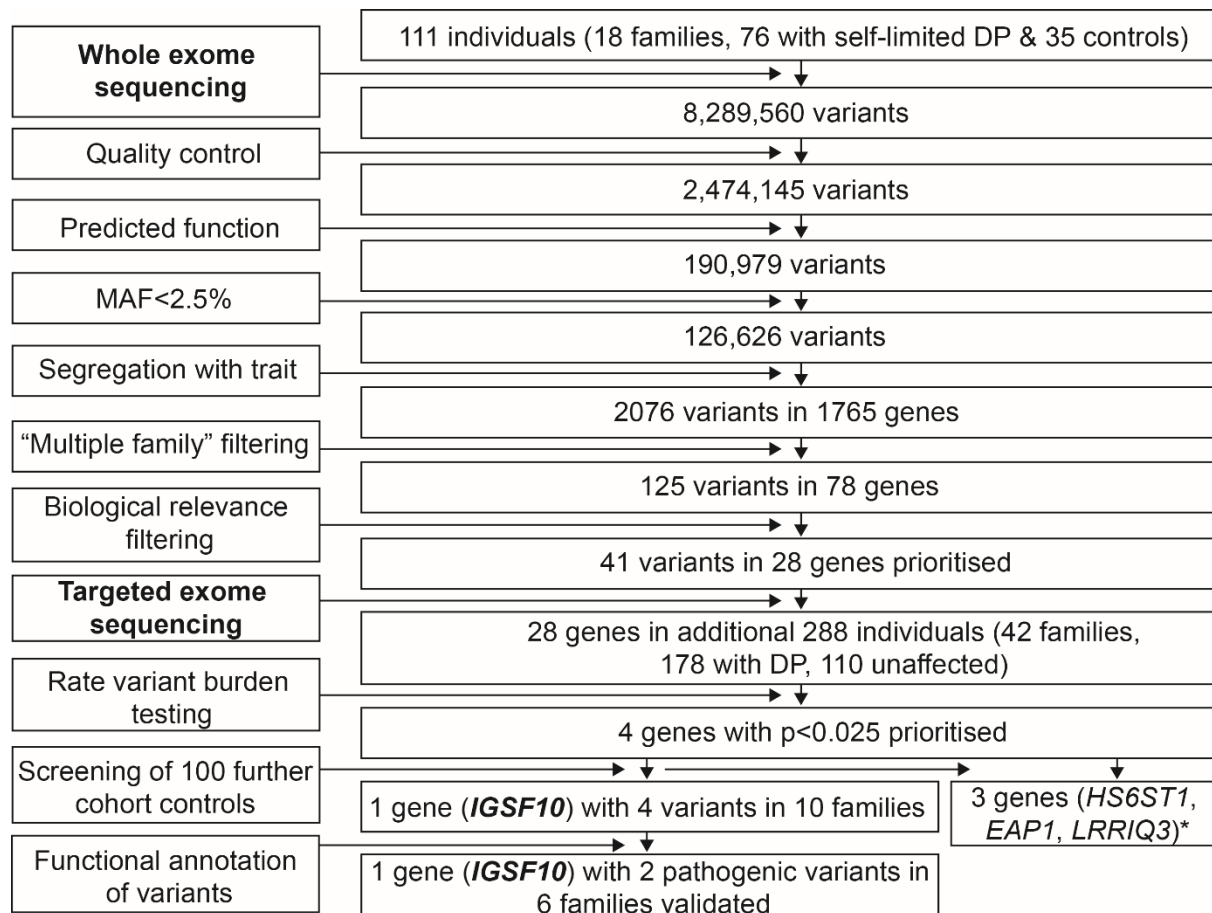 111 individuals (18 families, 76 with self-limited DP & 35 controls)
Whole exome
sequencing
8,289,560 variants
Quality control
2,474,145 variants
Predicted function
190,979 variants
MAF<2.5%
126,626 variants
Segregation with trait
2076 variants in 1765 genes
“Multiple family” filtering
125 variants in 78 genes
Biological relevance
filtering
41 variants in 28 genes prioritised
Targeted exome
sequencing
28 genes in additional 288 individuals (42 families,
178 with DP, 110 unaffected)
Rate variant burden
testing
4 genes with p<0.025 prioritised
Screening of 100 further
cohort controls
1 gene (IGSF10) with 4 variants in 10 families
3 genes (HS6ST1,
EAP1, LRRIQ3)*
Functional annotation
of variants
1 gene (IGSF10) with 2 pathogenic variants in
6 families validated